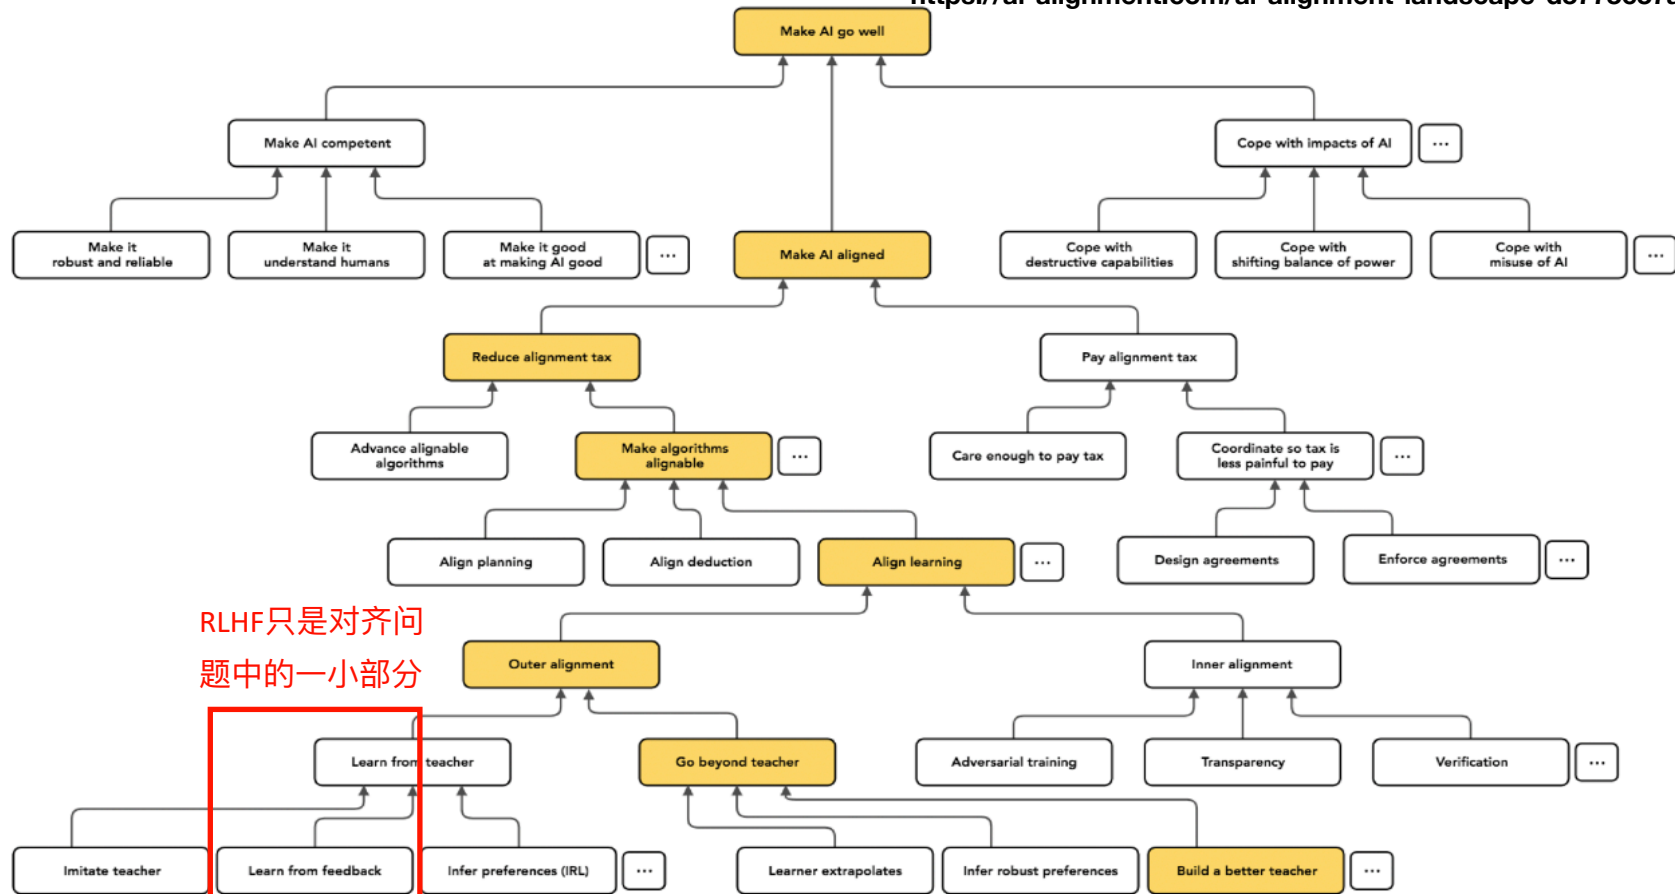 Make AI go well
Make AI competent
Cope with impacts of AI
...
Make it
robust and reliable
Make it
understand humans
Make it good
at making AI good
...
Make AI aligned
Cope with
destructive capabilities
Cope with
shifting balance of power
Cope with
misuse of AI
...
Reduce alignment tax
Pay alignment tax
Advance alignable
algorithms
Make algorithms
alignable
...
Care enough to pay tax
Coordinate so tax is
less painful to pay
...
Align planning
Align deduction
Align learning
...
Design agreements
Enforce agreements
...
RLHF只是对齐问
题中的一小部分
Outer alignment
Inner alignment
Learn from teacher
Go beyond teacher
Adversarial training
Transparency
Verification
...
Imitate teacher
Learn from feedback
Infer preferences (IRL)
...
Learner extrapolates
Infer robust preferences
Build a better teacher
...